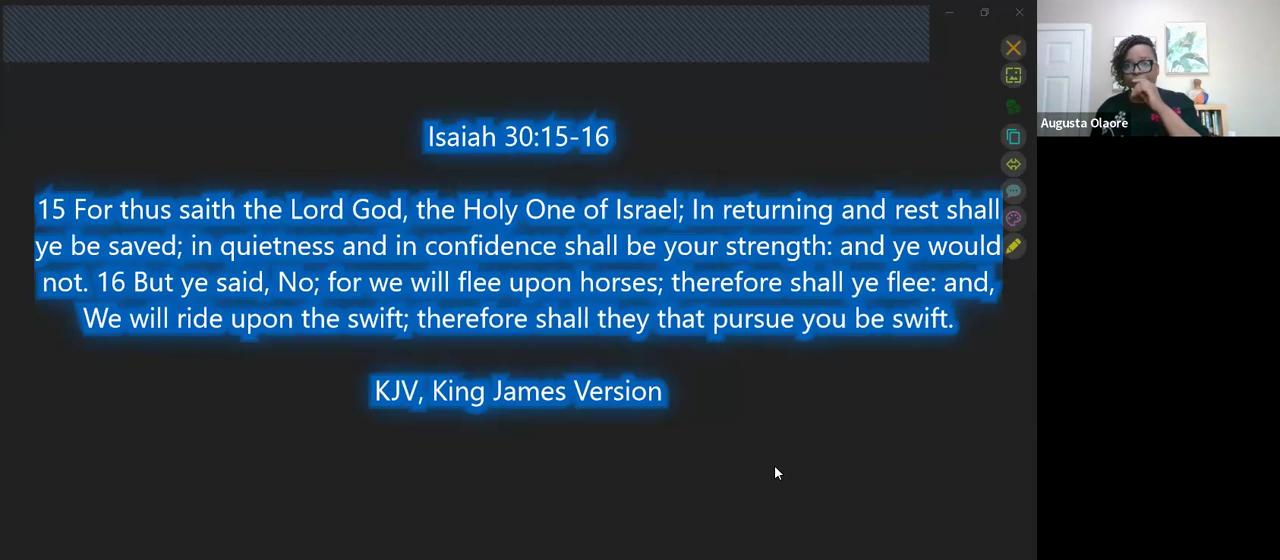 Isaiah 30:15-16
15 For thus saith the Lord God, the Holy One of Israel; In returning and rest shall
ye be saved; in quietness and in confidence shall be your strength: and ye would
not. 16 But ye said, No; for we will flee upon horses; therefore shall ye flee: and,
We will ride upon the swift; therefore shall they that pursue you be swift.
KJV, King James Version
Augusta Olaore